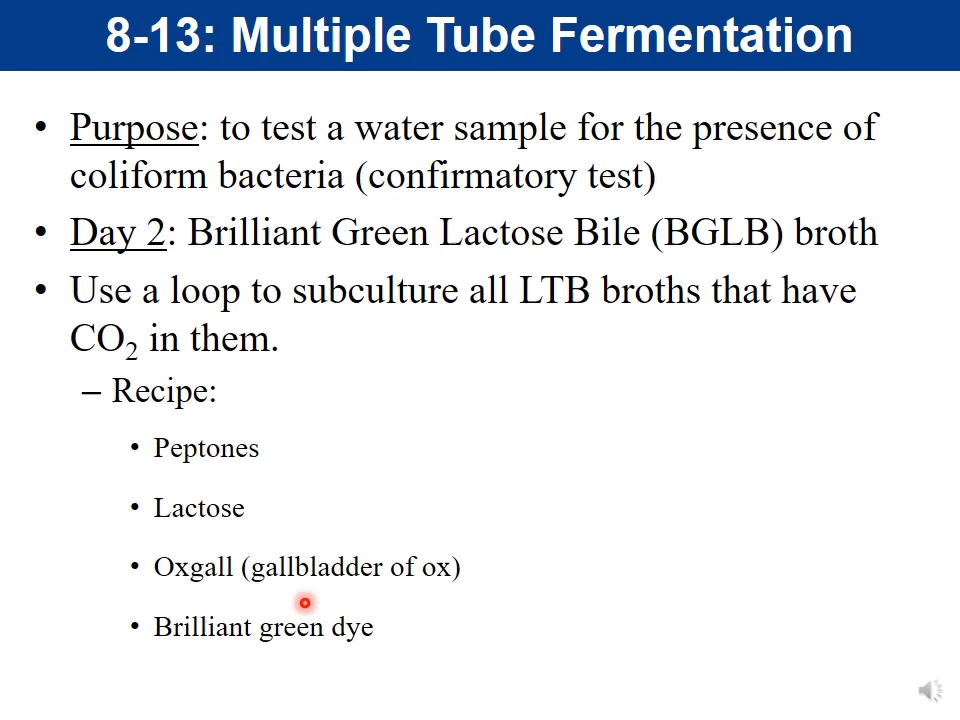 8-13: Multiple Tube Fermentation
• Purpose: to test a water sample for the presence of
coliform bacteria (confirmatory test)
• Day 2: Brilliant Green Lactose Bile (BGLB) broth
• Use a loop to subculture all LTB broths that have
CO₂ in them.
– Recipe:
• Peptones
• Lactose
• Oxgall (gallbladder of ox)
• Brilliant green dye